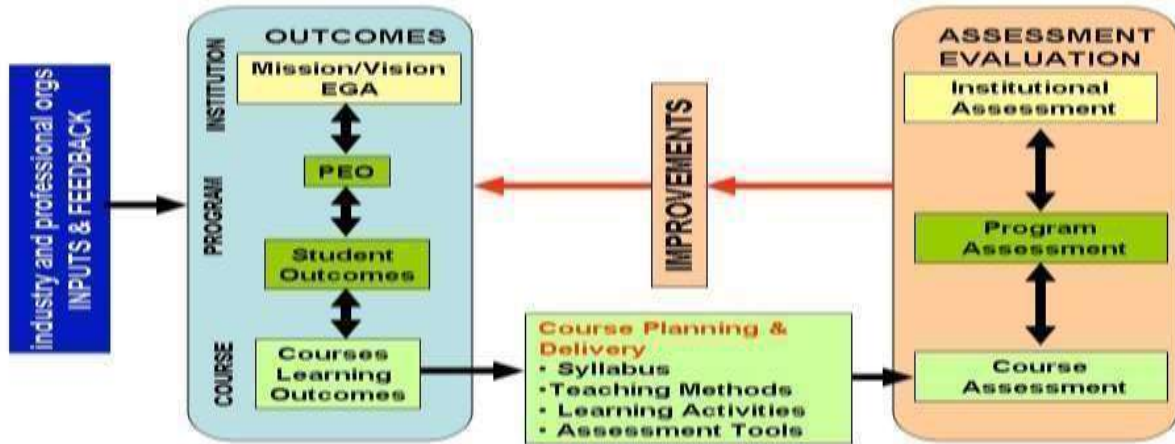 industry and professional orgs
INPUTS & FEEDBACK
OUTCOMES
INSTITUTION
Mission/Vision
EGA
PROGRAM
PEO
Student
Outcomes
COURSE
Courses
Learning
Outcomes
IMPROVEMENTS
Course Planning &
Delivery
• Syllabus
•Teaching Methods
• Learning Activities
• Assessment Tools
ASSESSMENT
EVALUATION
Institutional
Assessment
Program
Assessment
Course
Assessment